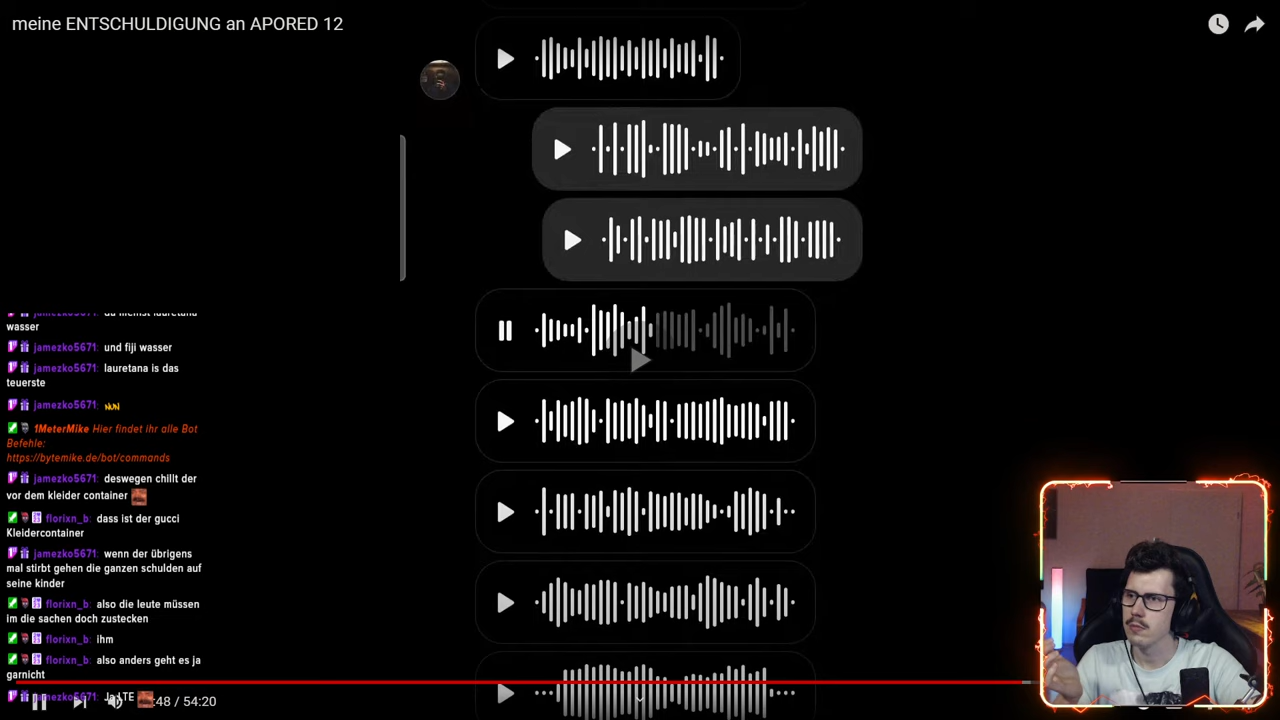 meine ENTSCHULDIGUNG an APORED 12
wasser
jamezko5671: und fiji wasser
jamezko5671: lauretana is das
teuerste
jamezko5671:
1MeterMike Hier findet ihr alle Bot
Befehle:
https://bytemike.de/bot/commands
jamezko5671: deswegen chillt der
vor dem kleider container
florixn_b: dass ist der gucci
Kleidercontainer
jamezko5671: wenn der übrigens
mal stirbt gehen die ganzen schulden auf
seine kinder
florixn_b: also die leute müssen
im die sachen doch zustecken
florixn_b: ihm
florixn_b: also anders geht es ja
garnicht
:48 / 54:20